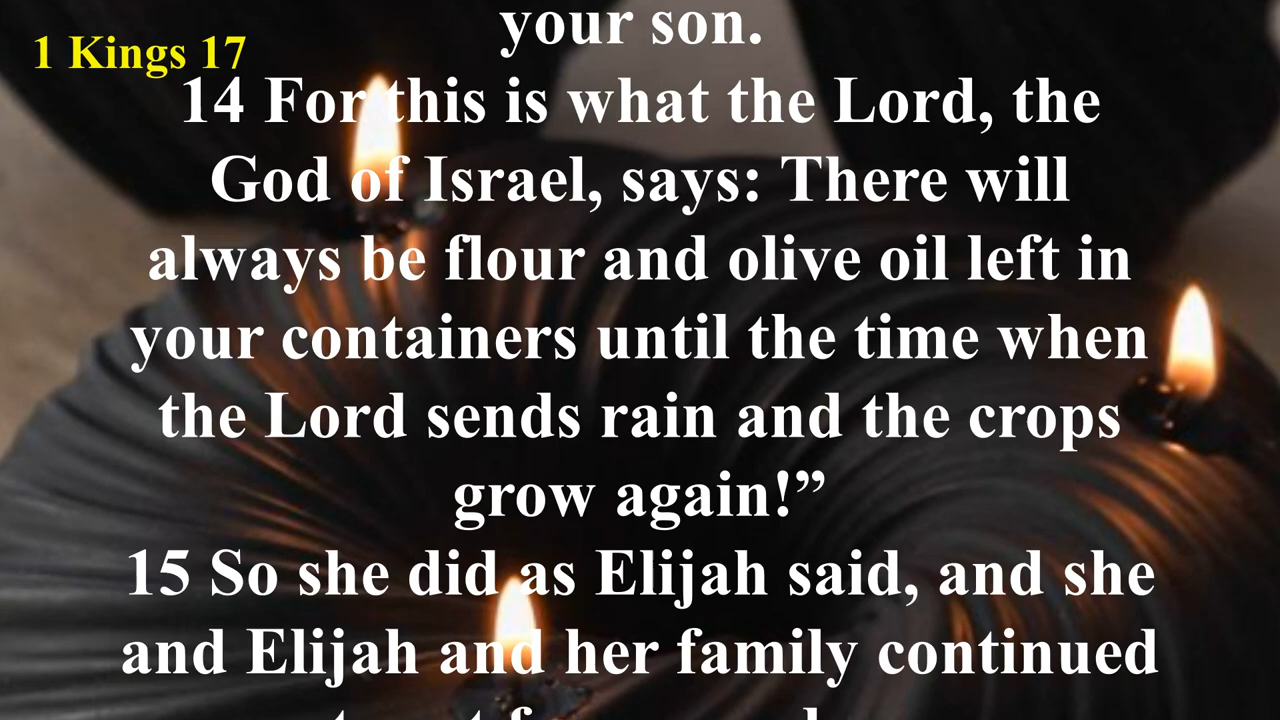 1 Kings 17
your son.
14 For this is what the Lord, the
God of Israel, says: There will
always be flour and olive oil left in
your containers until the time when
the Lord sends rain and the crops
grow again!”
15 So she did as Elijah said, and she
and Elijah and her family continued